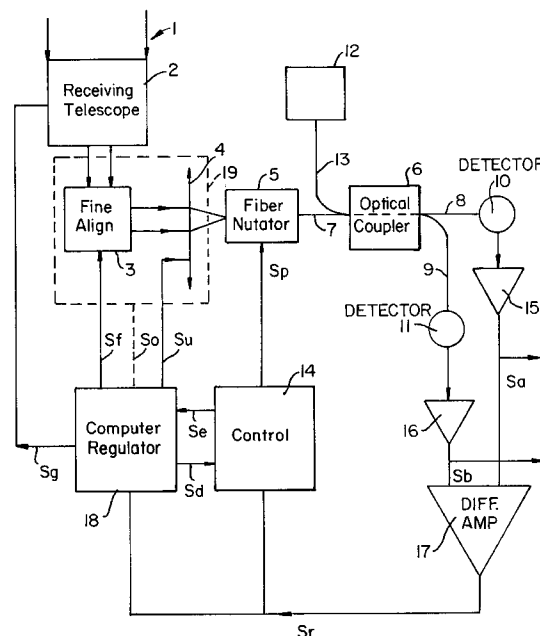 1
2
Receiving
Telescope
12
4
19
13
6
DETECTOR
10
Fine
Align
3
5
Fiber
Nutator
7
Optical
Coupler
8
9
Sp
DETECTOR
11
15
Sf
So
Su
14
Sa
16
Computer
Regulator
18
Se
Sd
Control
Sg
Sb
DIFF.
AMP
17
Sr